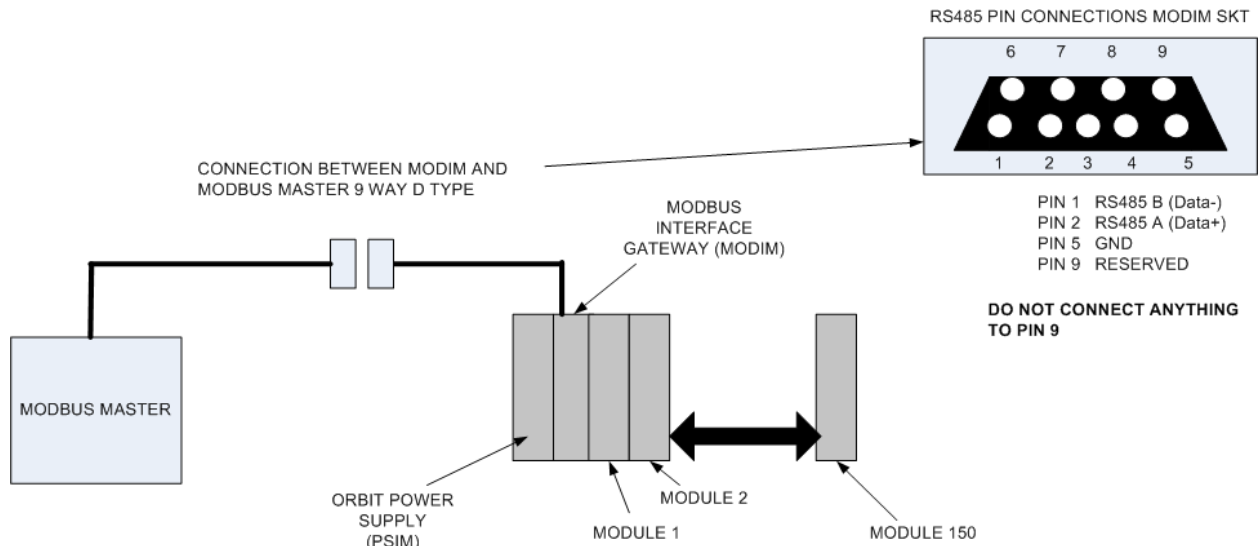 RS485 PIN CONNECTIONS MODIM SKT
6 7 8 9
1 2 3 4 5
PIN 1 RS485 B (Data-)
PIN 2 RS485 A (Data+)
PIN 5 GND
PIN 9 RESERVED
DO NOT CONNECT ANYTHING
TO PIN 9
CONNECTION BETWEEN MODIM AND
MODBUS MASTER 9 WAY D TYPE
MODBUS
INTERFACE
GATEWAY (MODIM)
MODBUS MASTER
ORBIT POWER
SUPPLY
(PSIM)
MODULE 1
MODULE 2
MODULE 150